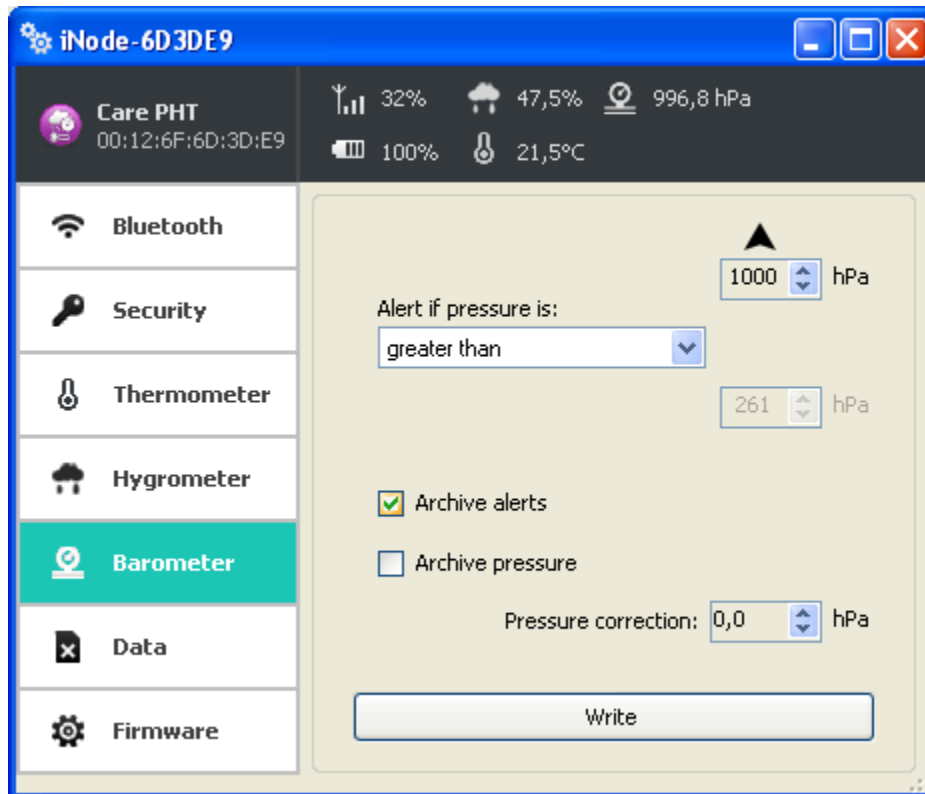 iNode-6D3DE9
Care PHT
00:12:6F:6D:3D:E9
32% 47,5% 996,8 hPa
100% 21,5°C
Bluetooth
Security
Thermometer
Hygrometer
Barometer
Data
Firmware
1000 hPa
Alert if pressure is:
greater than
261 hPa
Archive alerts
Archive pressure
Pressure correction: 0,0 hPa
Write